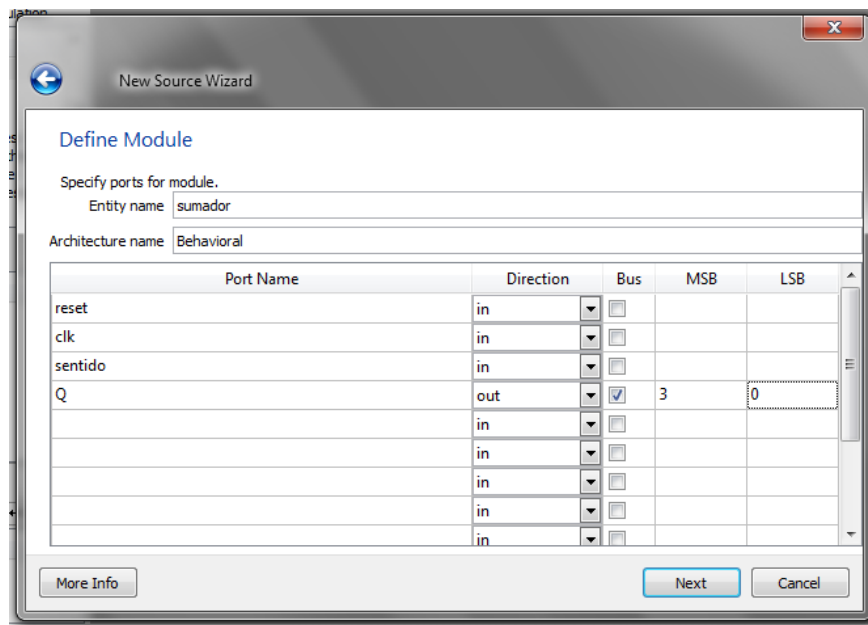 New Source Wizard
Define Module
Specify ports for module.
Entity name sumador
Architecture name Behavioral
Port Name Direction Bus MSB LSB
reset in
clk in
sentido in
Q out 3 0
in
in
in
in
in
More Info Next Cancel